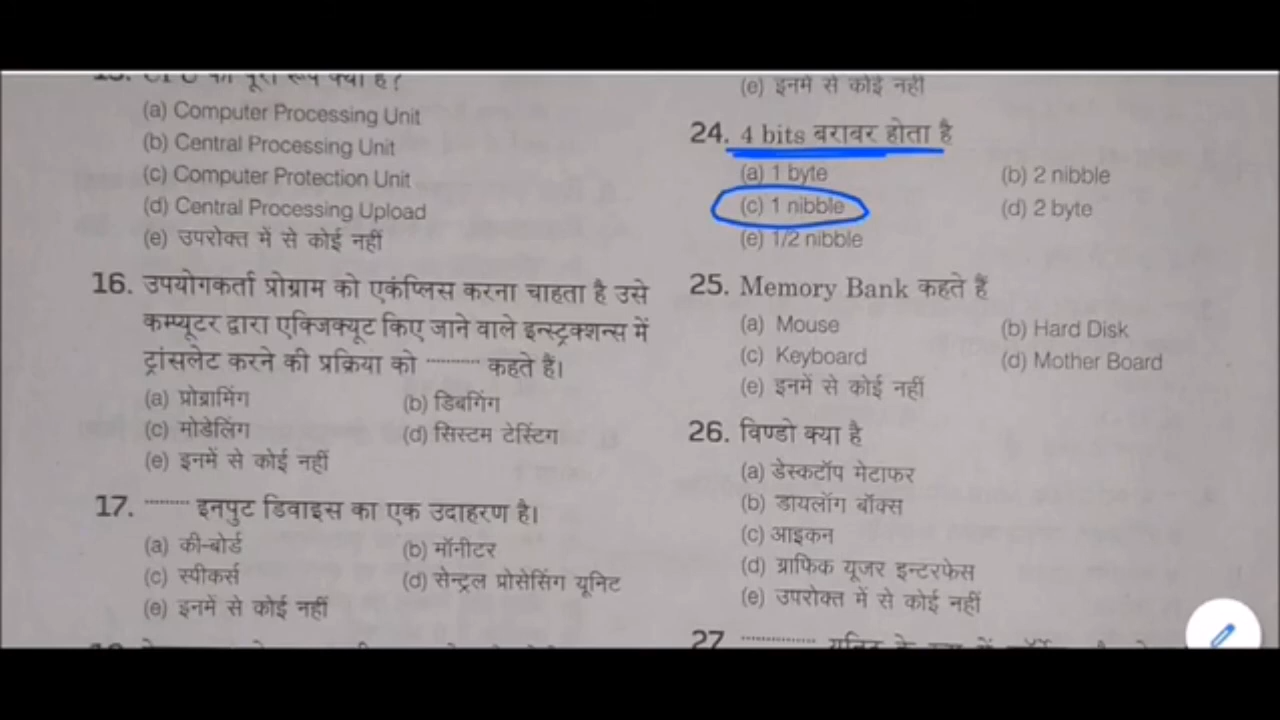 15. CPU का पूरा रूप क्या है?
(a) Computer Processing Unit
(b) Central Processing Unit
(c) Computer Protection Unit
(d) Central Processing Upload
(e) उपरोक्त में से कोई नहीं
16. उपयोगकर्ता प्रोग्राम को एकंप्लिस करना चाहता है उसे
कम्प्यूटर द्वारा एक्जिक्यूट किए जाने वाले इन्स्ट्रक्शन्स में
ट्रांसलेट करने की प्रक्रिया को .......... कहते हैं।
(a) प्रोग्रामिंग (b) डिबगिंग
(c) मोडेलिंग (d) सिस्टम टेस्टिंग
(e) इनमें से कोई नहीं
17. .......... इनपुट डिवाइस का एक उदाहरण है।
(a) की-बोर्ड (b) मॉनीटर
(c) स्पीकर्स (d) सेन्ट्रल प्रोसेसिंग यूनिट
(e) इनमें से कोई नहीं
(e) इनमें से कोई नहीं
24. 4 bits बराबर होता है
(a) 1 byte (b) 2 nibble
(c) 1 nibble (d) 2 byte
(e) 1/2 nibble
25. Memory Bank कहते हैं
(a) Mouse (b) Hard Disk
(c) Keyboard (d) Mother Board
(e) इनमें से कोई नहीं
26. विण्डो क्या है
(a) डेस्कटॉप मेटाफर
(b) डायलॉग बॉक्स
(c) आइकन
(d) ग्राफिक यूजर इन्टरफेस
(e) उपरोक्त में से कोई नहीं
27 ...............